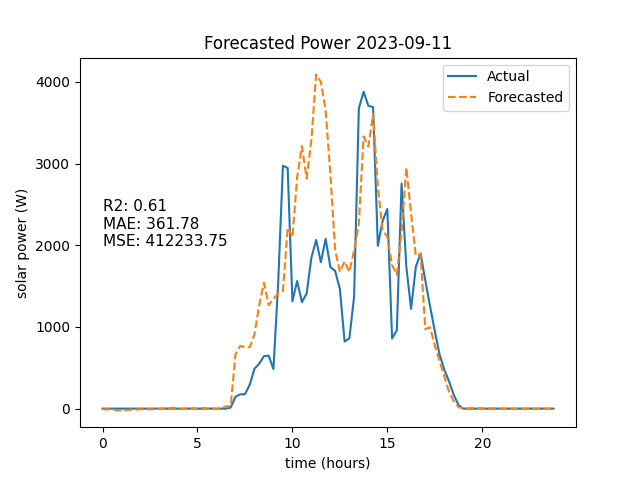 Forecasted Power 2023-09-11
Actual
Forecasted
R2: 0.61
MAE: 361.78
MSE: 412233.75
solar power (W)
4000
3000
2000
1000
0
0 5 10 15 20
time (hours)